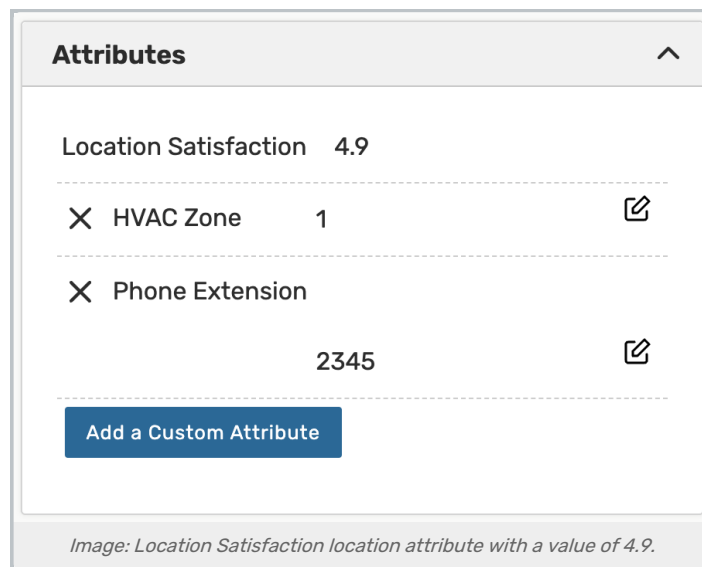 Attributes
Location Satisfaction 4.9
HVAC Zone 1
Phone Extension
2345
Add a Custom Attribute
Image: Location Satisfaction location attribute with a value of 4.9.